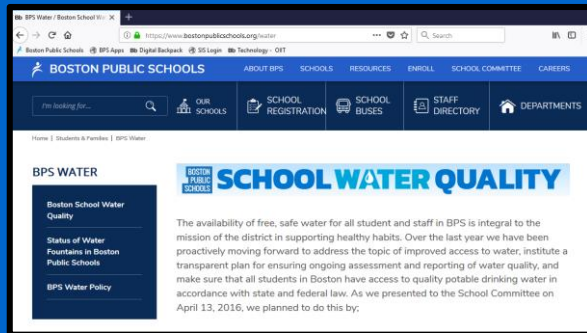 BPS Water / Boston School Wa
https://www.bostonpublicschools.org/water
Search
Boston Public Schools BPS Apps Digital Backpack SIS Login Technology - OIIT
BOSTON PUBLIC SCHOOLS
ABOUT BPS SCHOOLS RESOURCES ENROLL SCHOOL COMMITTEE CAREERS
I'm looking for...
OUR SCHOOLS
SCHOOL REGISTRATION
SCHOOL BUSES
STAFF DIRECTORY
DEPARTMENTS
Home | Students & Families | BPS Water
BPS WATER
Boston School Water
Quality
Status of Water
Fountains in Boston
Public Schools
BPS Water Policy
BOSTON
PUBLIC
SCHOOLS
SCHOOL WATER QUALITY
The availability of free, safe water for all student and staff in BPS is integral to the
mission of the district in supporting healthy habits. Over the last year we have been
proactively moving forward to address the topic of improved access to water, institute a
transparent plan for ensuring ongoing assessment and reporting of water quality, and
make sure that all students in Boston have access to quality potable drinking water in
accordance with state and federal law. As we presented to the School Committee on
April 13, 2016, we planned to do this by;